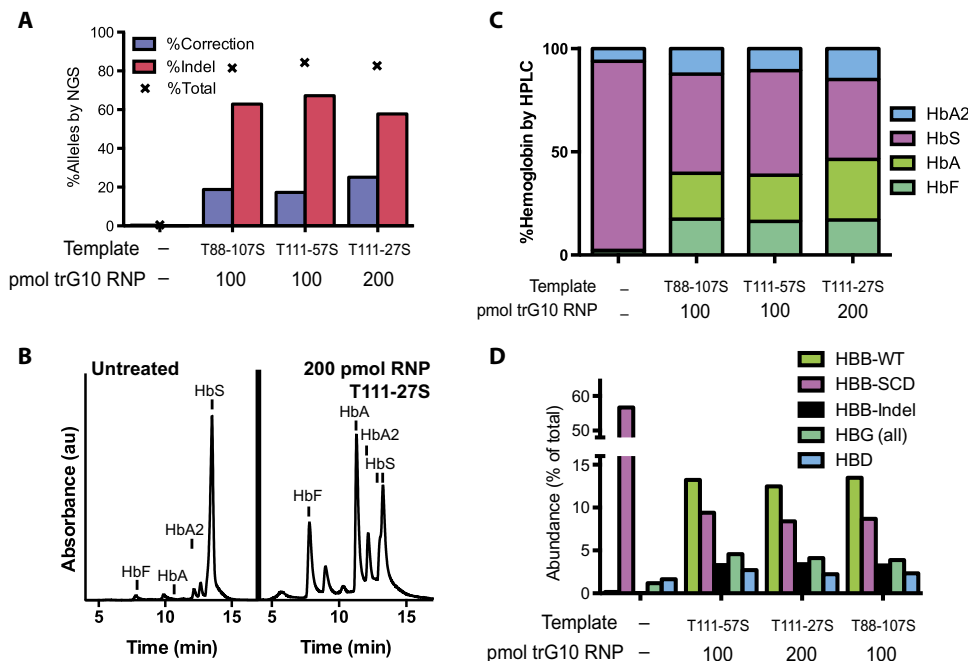 A
%Correction
%Indel
%Total
%Alleles by NGS
100
80
60
40
20
0
Template – T88-107S T111-57S T111-27S
pmol trG10 RNP – 100 100 200
B
Untreated
200 pmol RNP
T111-27S
Absorbance (au)
HbF
HbA
HbA2
HbS
HbF
HbA
HbA2
HbS
5 10 15 5 10 15
Time (min) Time (min)
C
%Hemoglobin by HPLC
100
50
0
HbA2
HbS
HbA
HbF
Template – T88-107S T111-57S T111-27S
pmol trG10 RNP – 100 100 200
D
HBB-WT
HBB-SCD
HBB-Indel
HBG (all)
HBD
Abundance (% of total)
60
50
15
10
5
0
Template – T111-57S T111-27S T88-107S
pmol trG10 RNP – 100 200 100